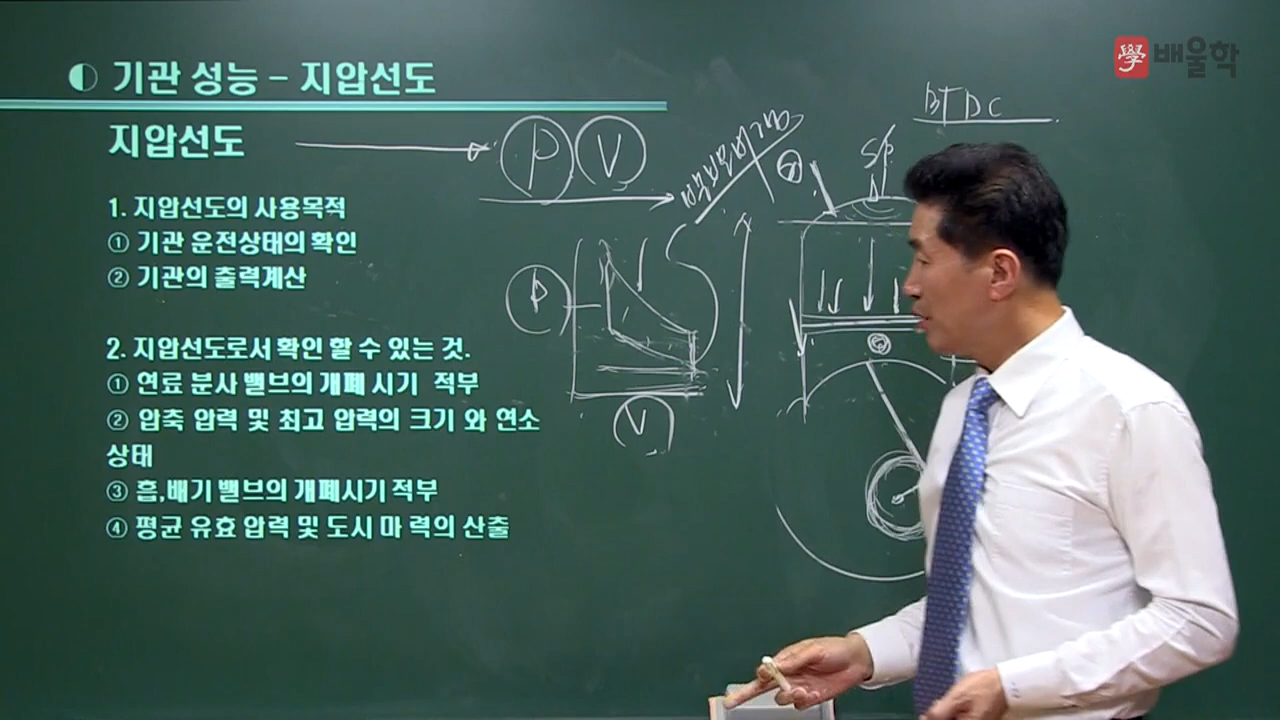 기관 성능 – 지압선도
學 배울학
지압선도
P V
BTDC
S/P
1. 지압선도의 사용목적
① 기관 운전상태의 확인
② 기관의 출력계산
P
V
2. 지압선도로서 확인 할 수 있는 것.
① 연료 분사 밸브의 개폐 시기 적부
② 압축 압력 및 최고 압력의 크기 와 연소
상태
③ 흡,배기 밸브의 개폐시기 적부
④ 평균 유효 압력 및 도시 마 력의 산출